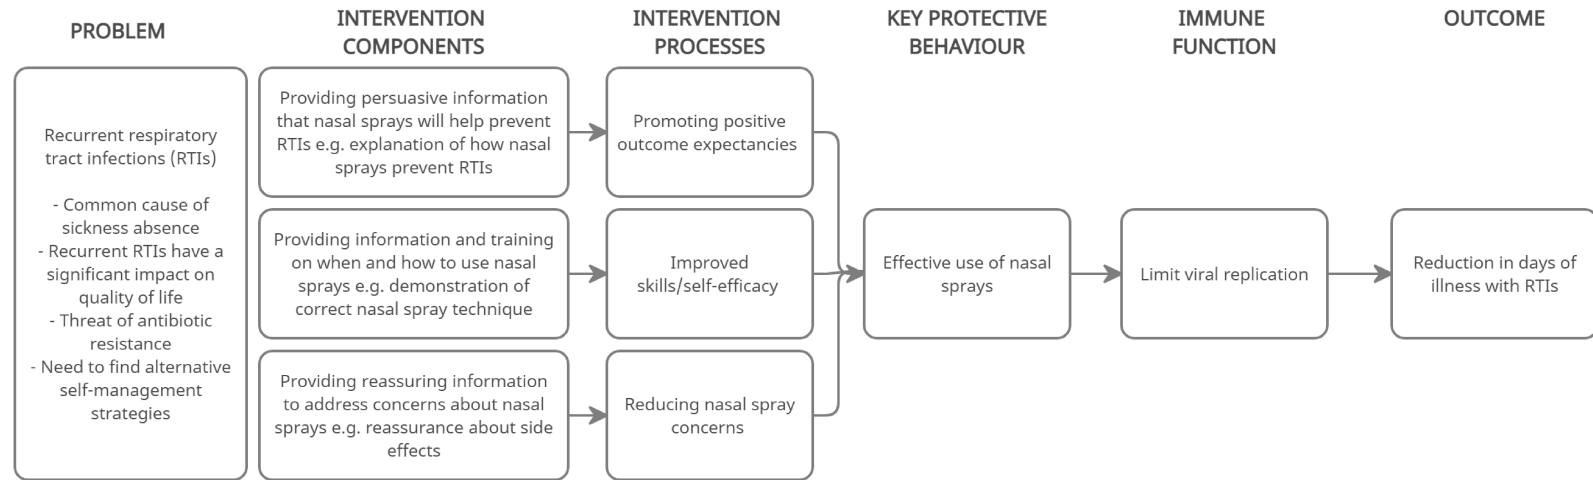 PROBLEM
INTERVENTION
COMPONENTS
INTERVENTION
PROCESSES
KEY PROTECTIVE
BEHAVIOUR
IMMUNE
FUNCTION
OUTCOME
Recurrent respiratory
tract infections (RTIs)
- Common cause of
sickness absence
- Recurrent RTIs have a
significant impact on
quality of life
- Threat of antibiotic
resistance
- Need to find alternative
self-management
strategies
Providing persuasive information
that nasal sprays will help prevent
RTIs e.g. explanation of how nasal
sprays prevent RTIs
Promoting positive
outcome expectancies
Providing information and training
on when and how to use nasal
sprays e.g. demonstration of
correct nasal spray technique
Improved
skills/self-efficacy
Effective use of nasal
sprays
Limit viral replication
Reduction in days of
illness with RTIs
Providing reassuring information
to address concerns about nasal
sprays e.g. reassurance about side
effects
Reducing nasal spray
concerns